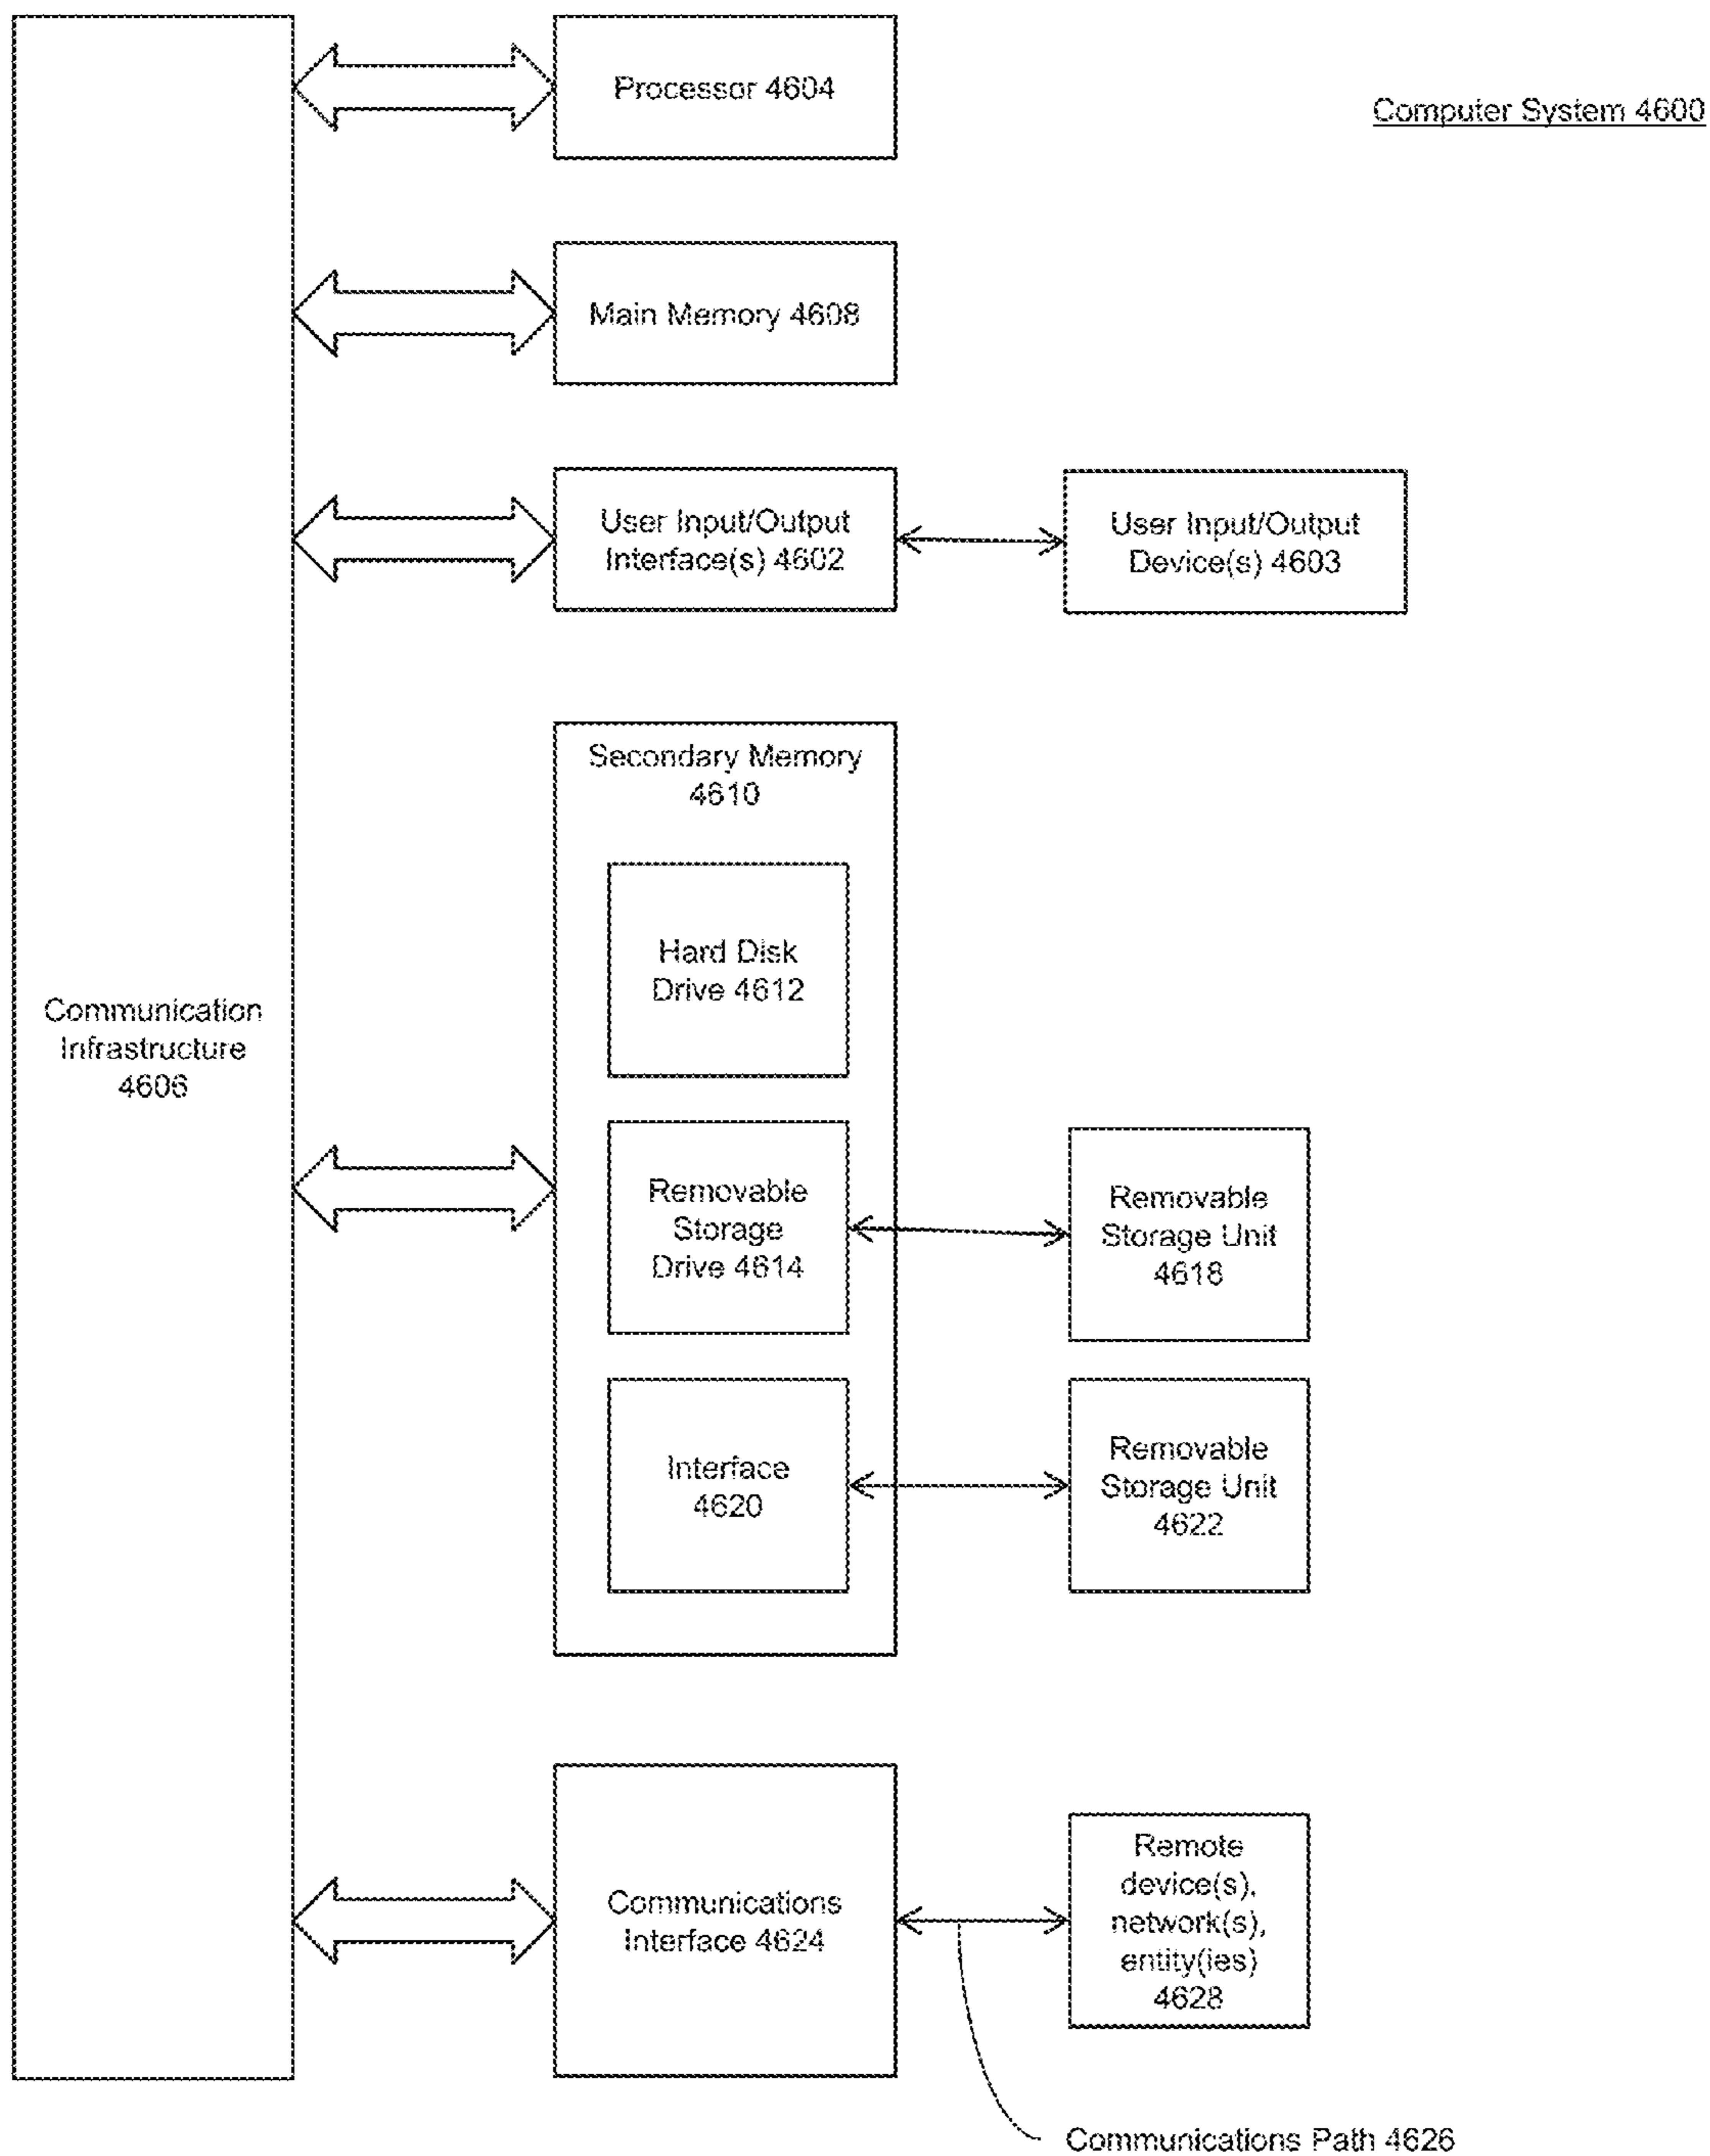 Processor 4604
Computer System 4600
Main Memory 4608
User Input/Output
Interface(s) 4602
User Input/Output
Device(s) 4603
Secondary Memory
4610
Hard Disk
Drive 4612
Communication
Infrastructure
4606
Removable
Storage
Drive 4614
Removable
Storage Unit
4618
Interface
4620
Removable
Storage Unit
4622
Communications
Interface 4624
Remote
device(s),
network(s),
entity(ies)
4628
Communications Path 4626